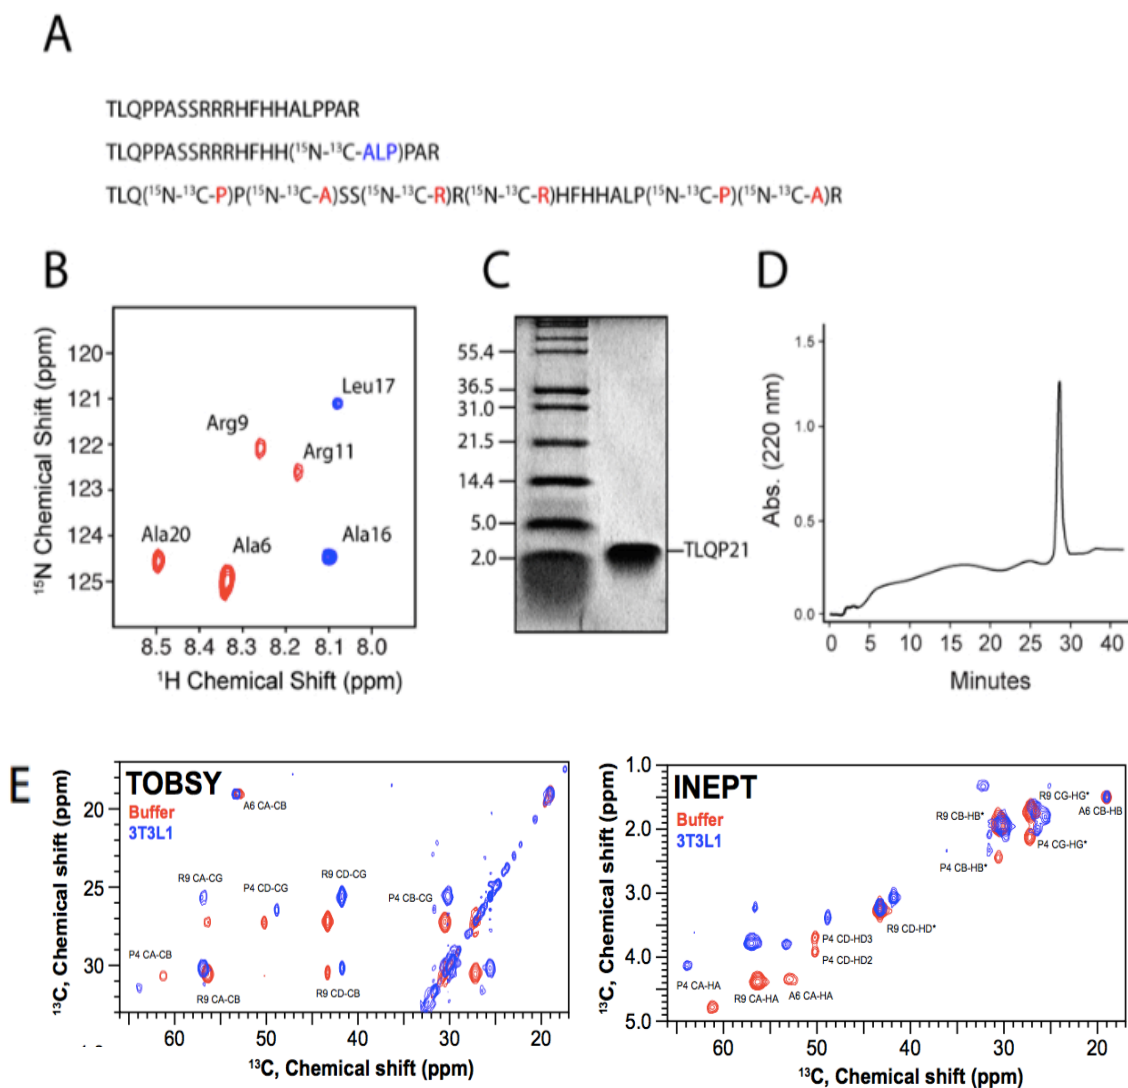 A
TLQPPASSRRRHFHHALPPAR
TLQPPASSRRRHFHH(¹⁵N-¹³C-ALP)PAR
TLQ(¹⁵N-¹³C-P)P(¹⁵N-¹³C-A)SS(¹⁵N-¹³C-R)R(¹⁵N-¹³C-R)HFHHALP(¹⁵N-¹³C-P)(¹⁵N-¹³C-A)R
B
¹⁵N Chemical Shift (ppm)
120
121
122
123
124
125
Leu17
Arg9
Arg11
Ala20
Ala6
Ala16
8.5 8.4 8.3 8.2 8.1 8.0
¹H Chemical Shift (ppm)
C
55.4
36.5
31.0
21.5
14.4
5.0
2.0
TLQP21
D
Abs. (220 nm)
1.5
1.0
0.5
0.0
0 5 10 15 20 25 30 35 40
Minutes
E
¹³C, Chemical shift (ppm)
20
25
30
TOBSY
Buffer
3T3L1
A6 CA-CB
R9 CA-CG
P4 CD-CG
R9 CD-CG
P4 CB-CG
P4 CA-CB
R9 CA-CB
R9 CD-CB
60 50 40 30 20
¹³C, Chemical shift (ppm)
¹³C, Chemical shift (ppm)
1.0
2.0
3.0
4.0
5.0
INEPT
Buffer
3T3L1
R9 CG-HG*
R9 CB-HB*
A6 CB-HB
P4 CG-HG*
P4 CB-HB*
R9 CD-HD*
P4 CD-HD3
P4 CD-HD2
P4 CA-HA
R9 CA-HA
A6 CA-HA
60 50 40 30 20
¹³C, Chemical shift (ppm)